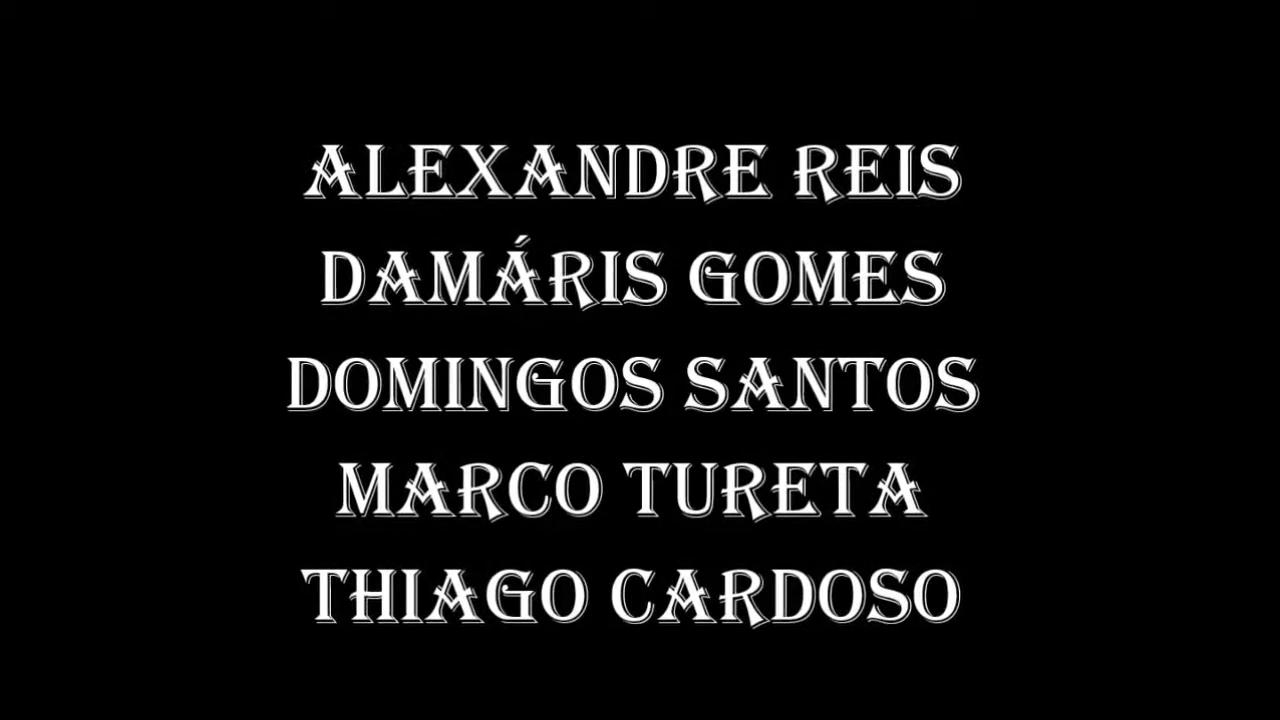 ALEXANDRE REIS
DAMÁRIS GOMES
DOMINGOS SANTOS
MARCO TURETA
THIAGO CARDOSO